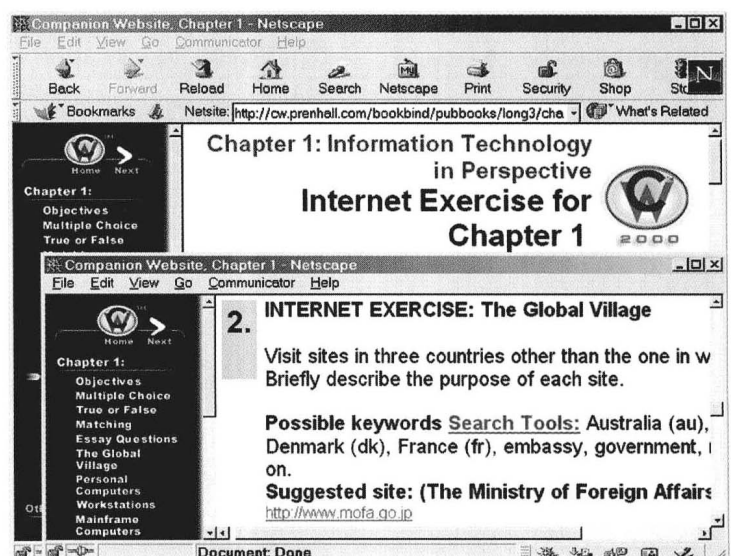 Companion Website, Chapter 1 - Netscape
File Edit View Go Communicator Help
Back Forward Reload Home Search Netscape Print Security Shop
N
Bookmarks Netsite: http://cw.prenhall.com/bookbind/pubbooks/long3/cha What's Related
Home Next
Chapter 1:
Objectives
Multiple Choice
True or False
Chapter 1: Information Technology
in Perspective
Internet Exercise for
Chapter 1
CW
2000
Companion Website, Chapter 1 - Netscape
File Edit View Go Communicator Help
Home Next
Chapter 1:
Objectives
Multiple Choice
True or False
Matching
Essay Questions
The Global
Village
Personal
Computers
Workstations
Mainframe
Computers
2. INTERNET EXERCISE: The Global Village
Visit sites in three countries other than the one in w
Briefly describe the purpose of each site.
Possible keywords Search Tools: Australia (au),
Denmark (dk), France (fr), embassy, government,
on.
Suggested site: (The Ministry of Foreign Affairs
http://www.mofa.go.jp
Document: Done